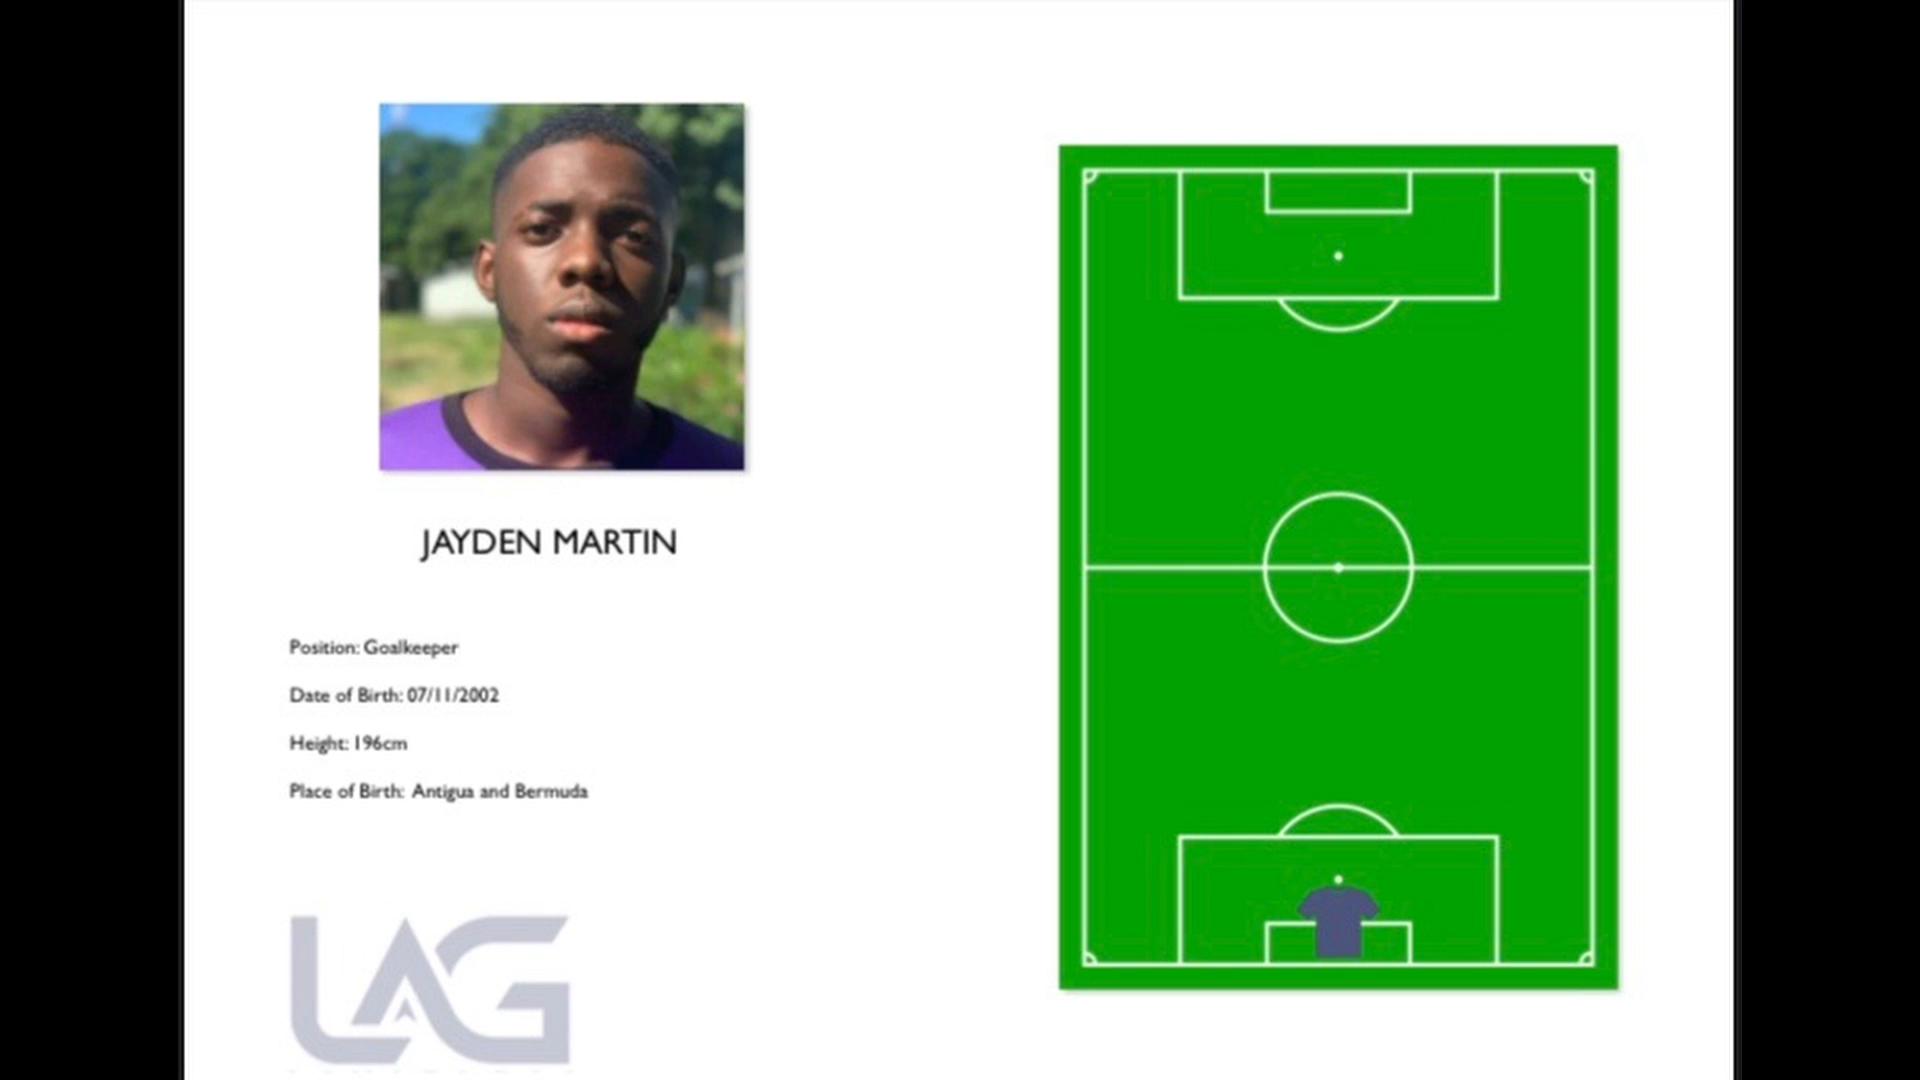 JAYDEN MARTIN
Position: Goalkeeper
Date of Birth: 07/11/2002
Height: 196cm
Place of Birth: Antigua and Bermuda
LAG